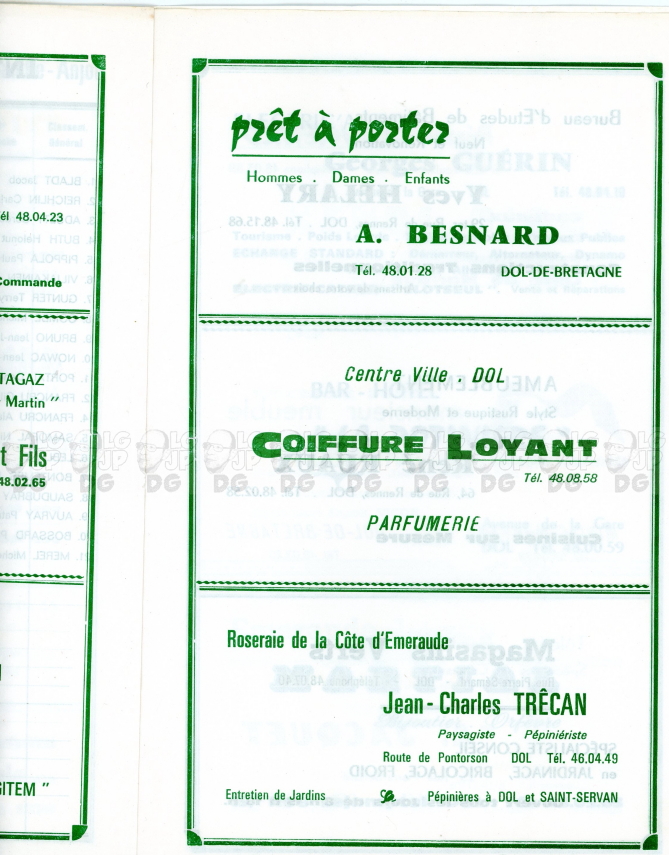 él 48.04.23
Commande
TAGAZ
Martin "
t Fils
48.02.65
ITEM "
prêt à porter
Hommes . Dames . Enfants
A. BESNARD
Tél. 48.01.28 DOL-DE-BRETAGNE
Centre Ville . DOL
COIFFURE LOYANT
Tél. 48.08.58
PARFUMERIE
Roseraie de la Côte d'Emeraude
Jean - Charles TRÊCAN
Paysagiste - Pépiniériste
Route de Pontorson DOL Tél. 46.04.49
Entretien de Jardins Pépinières à DOL et SAINT-SERVAN